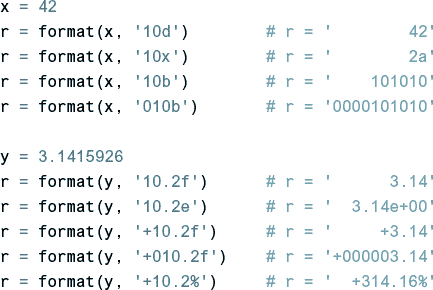 x = 42
r = format(x, '10d')        # r = '        42'
r = format(x, '10x')        # r = '        2a'
r = format(x, '10b')        # r = '    101010'
r = format(x, '010b')       # r = '0000101010'

y = 3.1415926
r = format(y, '10.2f')      # r = '      3.14'
r = format(y, '10.2e')      # r = '  3.14e+00'
r = format(y, '+10.2f')     # r = '     +3.14'
r = format(y, '+010.2f')    # r = '+000003.14'
r = format(y, '+10.2%')     # r = '  +314.16%'